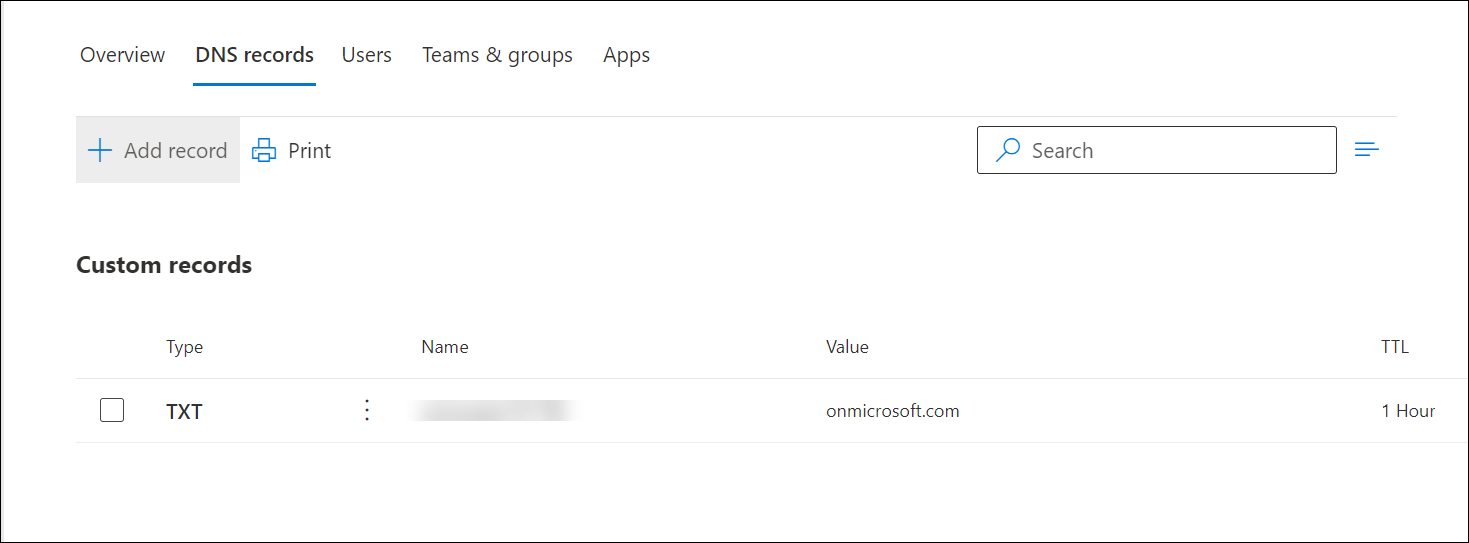 Overview DNS records Users Teams & groups Apps
Add record Print Search
Custom records
Type Name Value TTL
TXT onmicrosoft.com 1 Hour